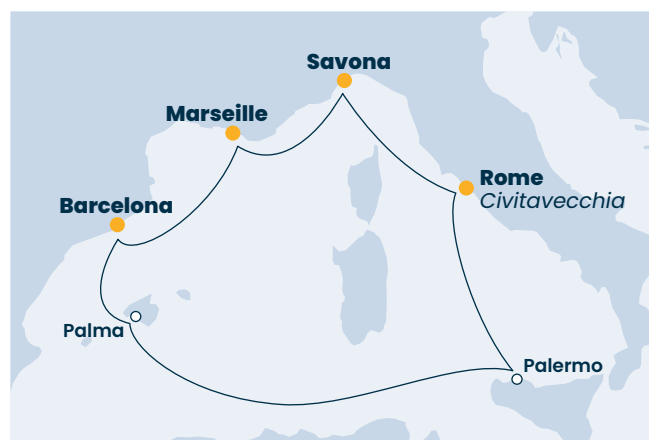 Savona
Marseille
Rome
Civitavecchia
Barcelona
Palma
Palermo